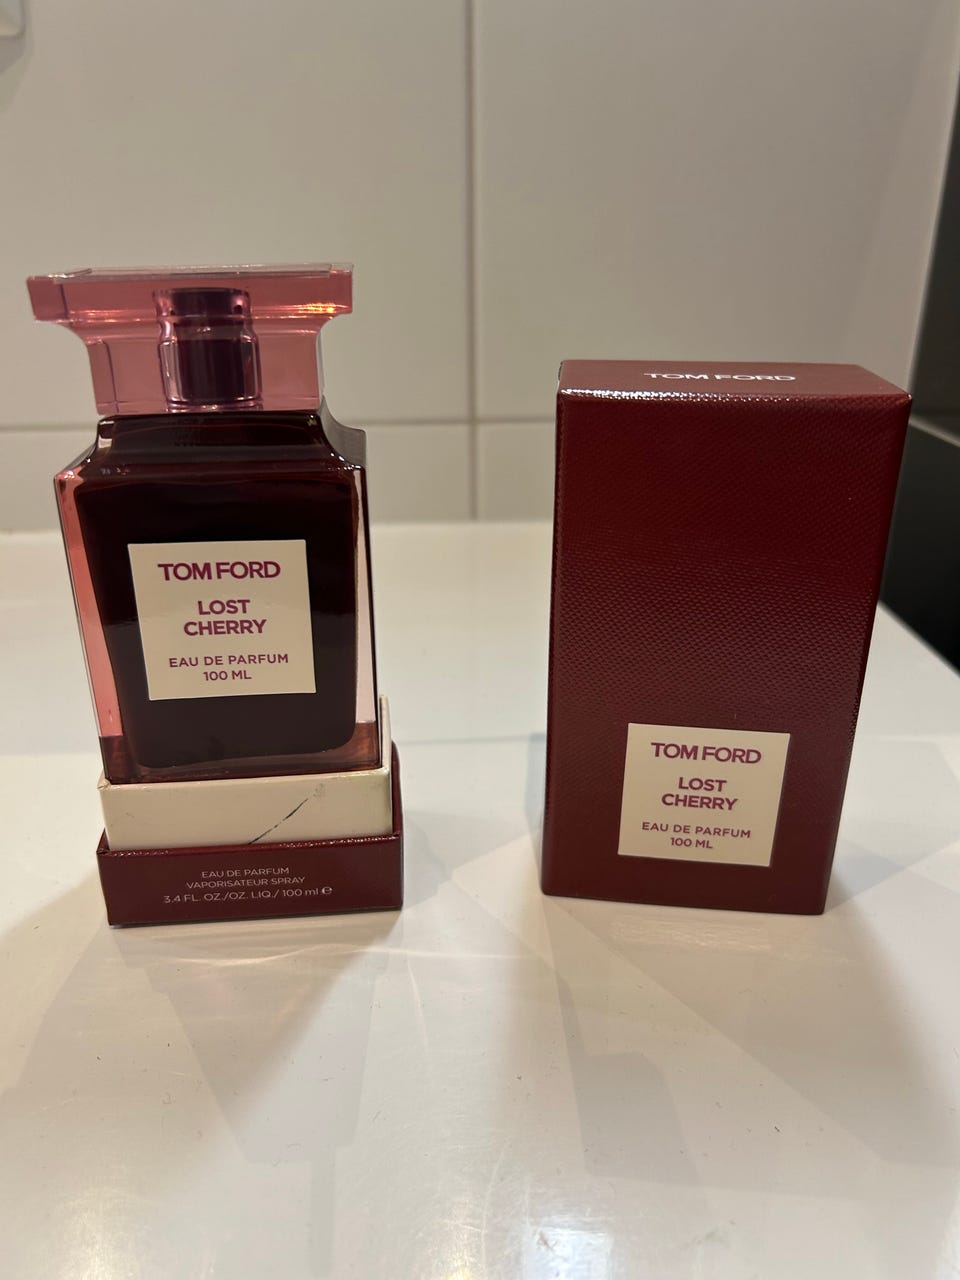 TOM FORD
LOST
CHERRY
EAU DE PARFUM
100 ML
EAU DE PARFUM
VAPORISATEUR SPRAY
3.4 FL. OZ./OZ. LIQ./ 100 ml ℮
TOM FORD
TOM FORD
LOST
CHERRY
EAU DE PARFUM
100 ML